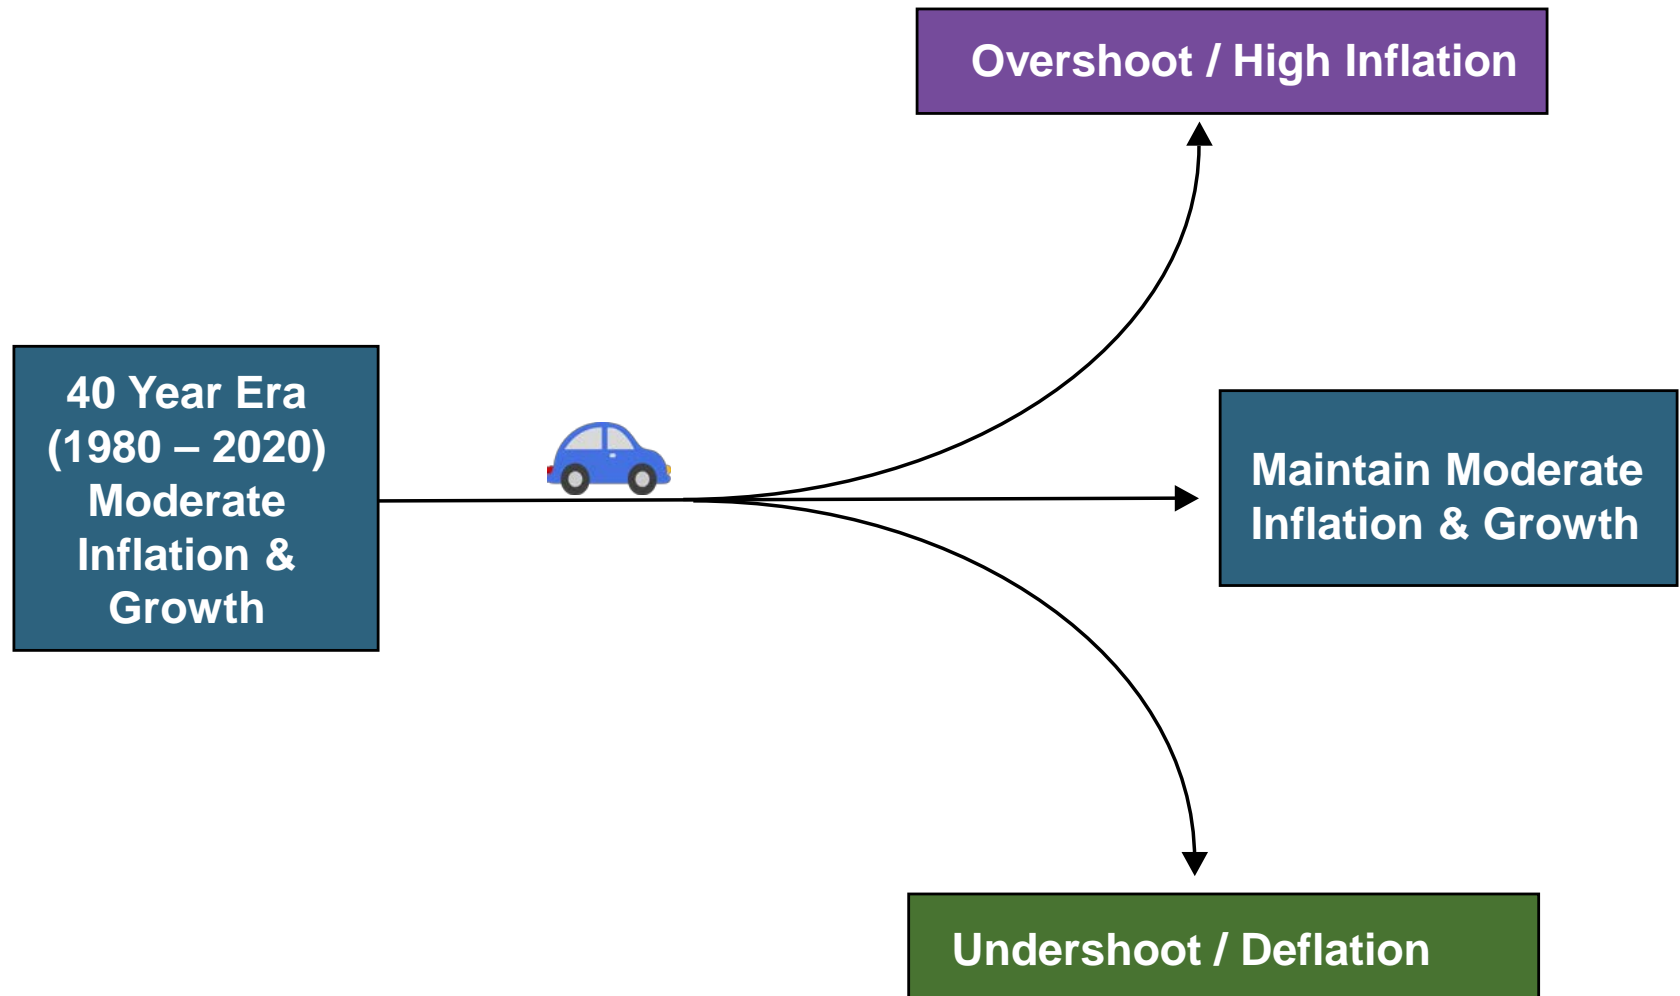 Overshoot / High Inflation
40 Year Era
(1980 – 2020)
Moderate
Inflation &
Growth
Maintain Moderate
Inflation & Growth
Undershoot / Deflation